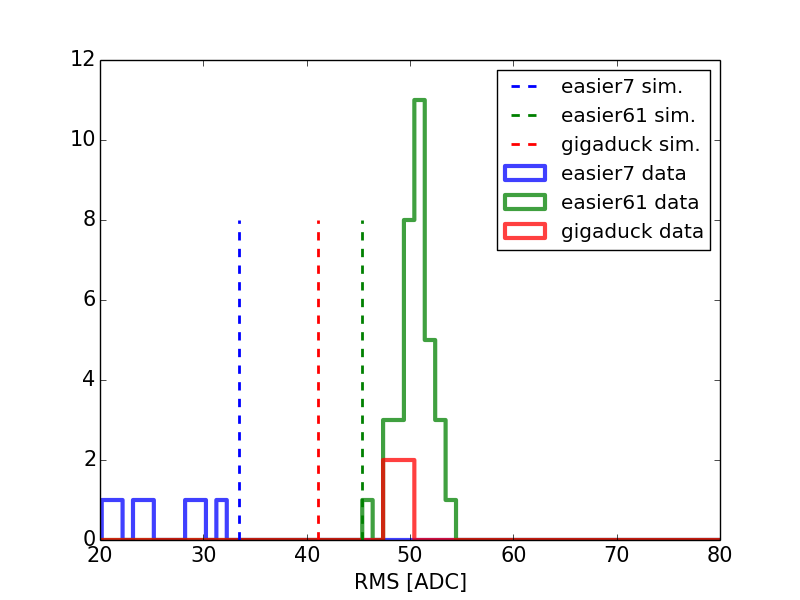 12
10
8
6
4
2
0
20 30 40 50 60 70 80
RMS [ADC]
easier7 sim.
easier61 sim.
gigaduck sim.
easier7 data
easier61 data
gigaduck data